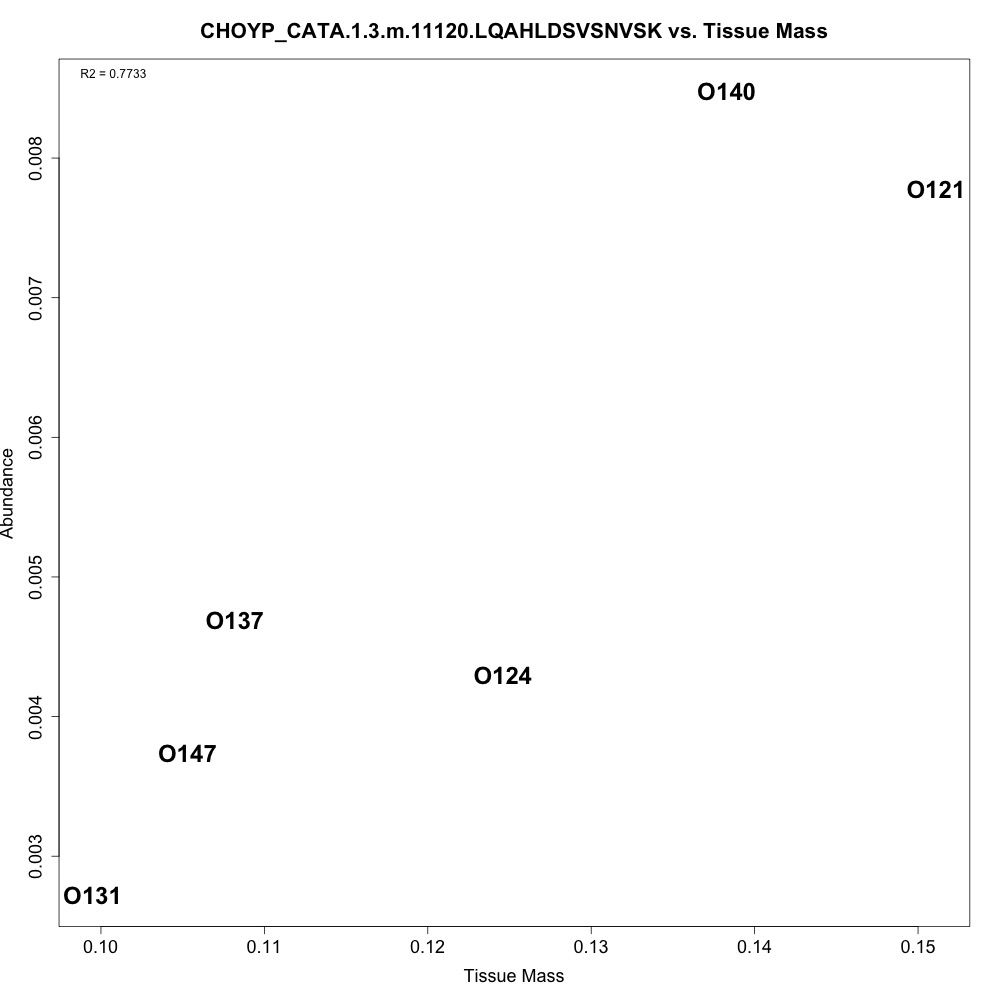 CHOYP_CATA.1.3.m.11120.LQAHLDSVSNVSK vs. Tissue Mass
R2 = 0.7733
O140
O121
O137
O124
O147
O131
0.008
0.007
0.006
0.005
0.004
0.003
Abundance
0.10 0.11 0.12 0.13 0.14 0.15
Tissue Mass